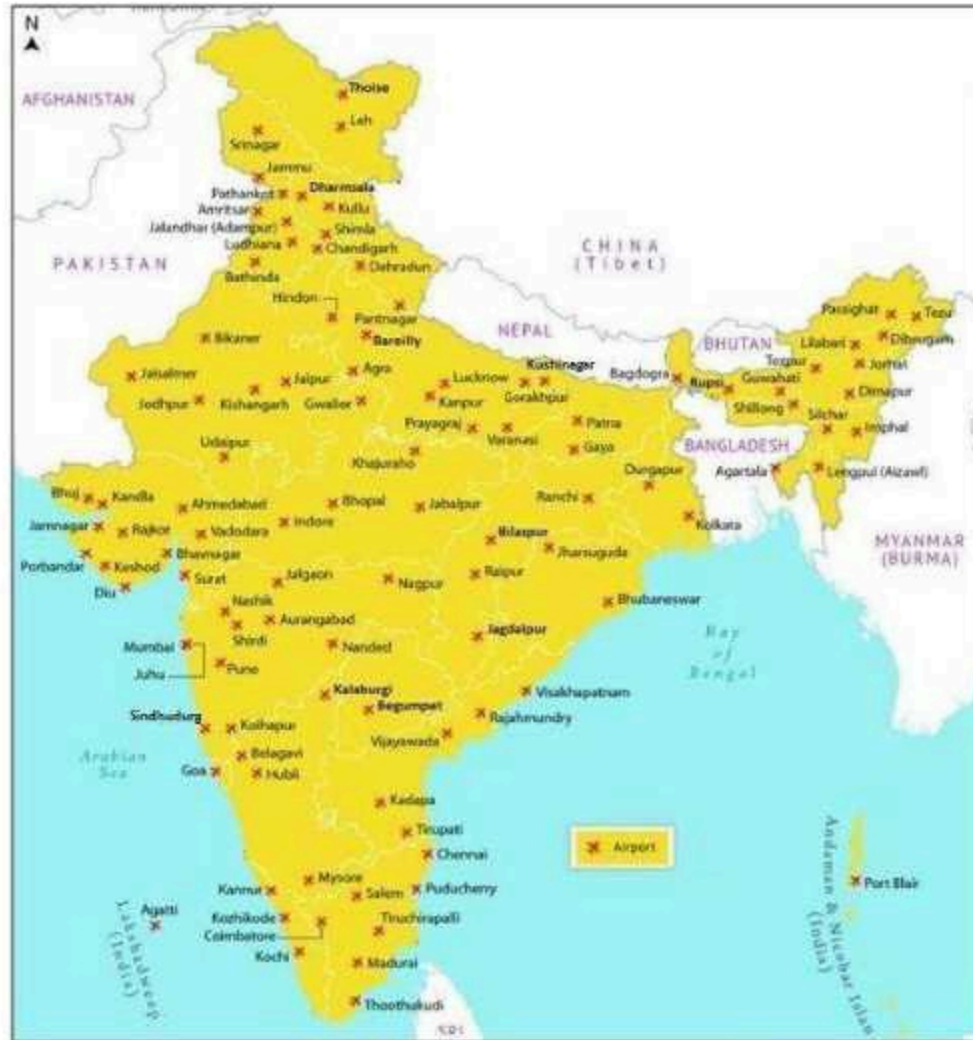 N
AFGHANISTAN
Thoise
Leh
Srinagar
Jammu
Pathankot
Dharmsala
Amritsar
Kullu
Jalandhar (Adampur)
Shimla
Ludhiana
Chandigarh
CHINA
(Tibet)
PAKISTAN
Bathinda
Dehradun
Hindon
Pantnagar
NEPAL
Passighat
Tezu
Bikaner
Bareilly
BHUTAN
Lilabari
Dibrugarh
Tezpur
Jorhat
Jaisalmer
Jaipur
Agra
Lucknow
Kushinagar
Bagdogra
Rupsi
Guwahati
Jodhpur
Kishangarh
Gwalior
Kanpur
Gorakhpur
Shillong
Dimapur
Silchar
Imphal
Prayagraj
Varanasi
Patna
Udaipur
Khajuraho
Gaya
BANGLADESH
Durgapur
Agartala
Lengpui (Aizawl)
Bhuj
Kandla
Ahmedabad
Bhopal
Jabalpur
Ranchi
Jamnagar
Rajkot
Vadodara
Indore
Kolkata
Bilaspur
MYANMAR
(BURMA)
Porbandar
Keshod
Bhavnagar
Jharsuguda
Diu
Surat
Jalgaon
Nagpur
Raipur
Nashik
Aurangabad
Bhubaneswar
Mumbai
Shirdi
Nanded
Jagdalpur
Bay
of
Bengal
Juhu
Pune
Kalaburgi
Visakhapatnam
Begumpet
Sindhudurg
Kolhapur
Rajahmundry
Vijayawada
Arabian
Sea
Belagavi
Goa
Hubli
Kadapa
Tirupati
Airport
Chennai
Mysore
Kannur
Salem
Puducherry
Port Blair
Agatti
Kozhikode
Tiruchirapalli
Coimbatore
Kochi
Madurai
Thoothukudi
Lakshadweep
(India)
Andaman & Nicobar Islan
(India)